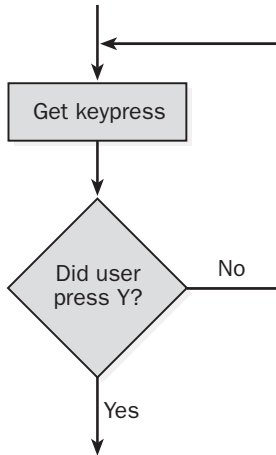 Get keypress
Did user
press Y?
No
Yes